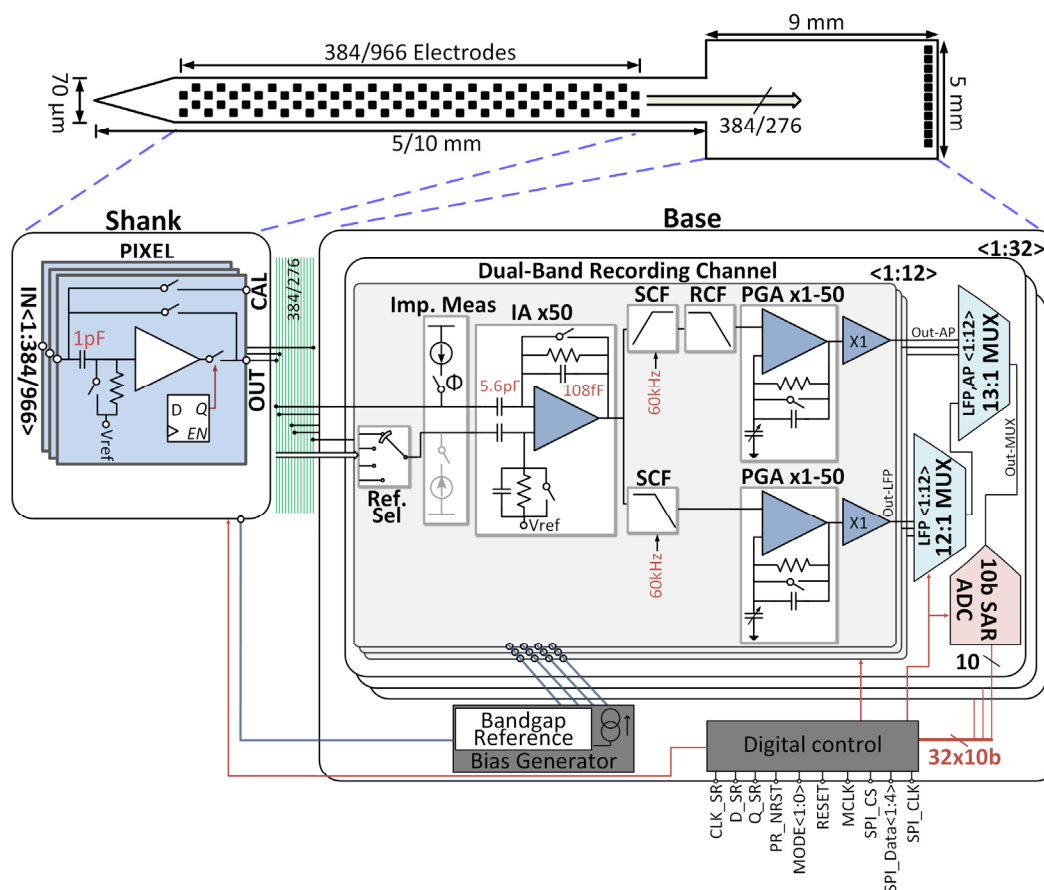 9 mm
384/966 Electrodes
70 µm
5 mm
384/276
5/10 mm
Shank
Base
PIXEL
<1:32>
Dual-Band Recording Channel
<1:12>
IN<1:384/966>
CAL
OUT
1pF
D Q
EN
Vref
384/276
Imp. Meas
IA x50
SCF
RCF
PGA x1-50
Φ
5.6pF
108fF
60kHz
X1
Out-AP
LFP,AP <1:12>
13:1 MUX
Ref.
Sel
Vref
SCF
60kHz
PGA x1-50
X1
Out-LFP
LFP <1:12>
12:1 MUX
Out-MUX
10b SAR
ADC
10
Bandgap
Reference
Bias Generator
Digital control
32x10b
CLK_SR
D_SR
Q_SR
PR_NRST
MODE<1:0>
RESET
MCLK
SPI_CS
SPI_Data<1:4>
SPI_CLK